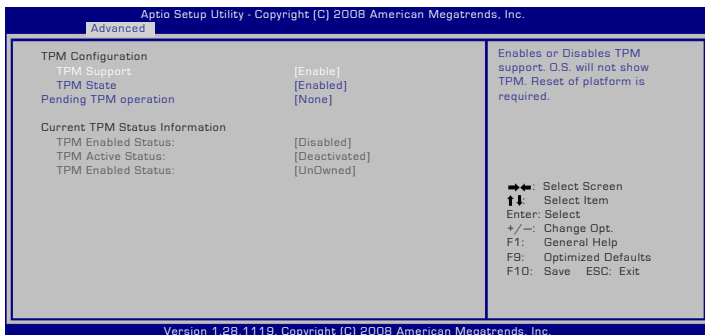 Aptio Setup Utility - Copyright (C) 2008 American Megatrends, Inc.
Advanced
TPM Configuration
TPM Support [Enable]
TPM State [Enabled]
Pending TPM operation [None]
Current TPM Status Information
TPM Enabled Status: [Disabled]
TPM Active Status: [Deactivated]
TPM Enabled Status: [UnOwned]
Enables or Disables TPM
support. O.S. will not show
TPM. Reset of platform is
required.
→←: Select Screen
↑↓: Select Item
Enter: Select
+/—: Change Opt.
F1: General Help
F9: Optimized Defaults
F10: Save ESC: Exit
Version 1.28.1119. Copyright (C) 2008 American Megatrends, Inc.